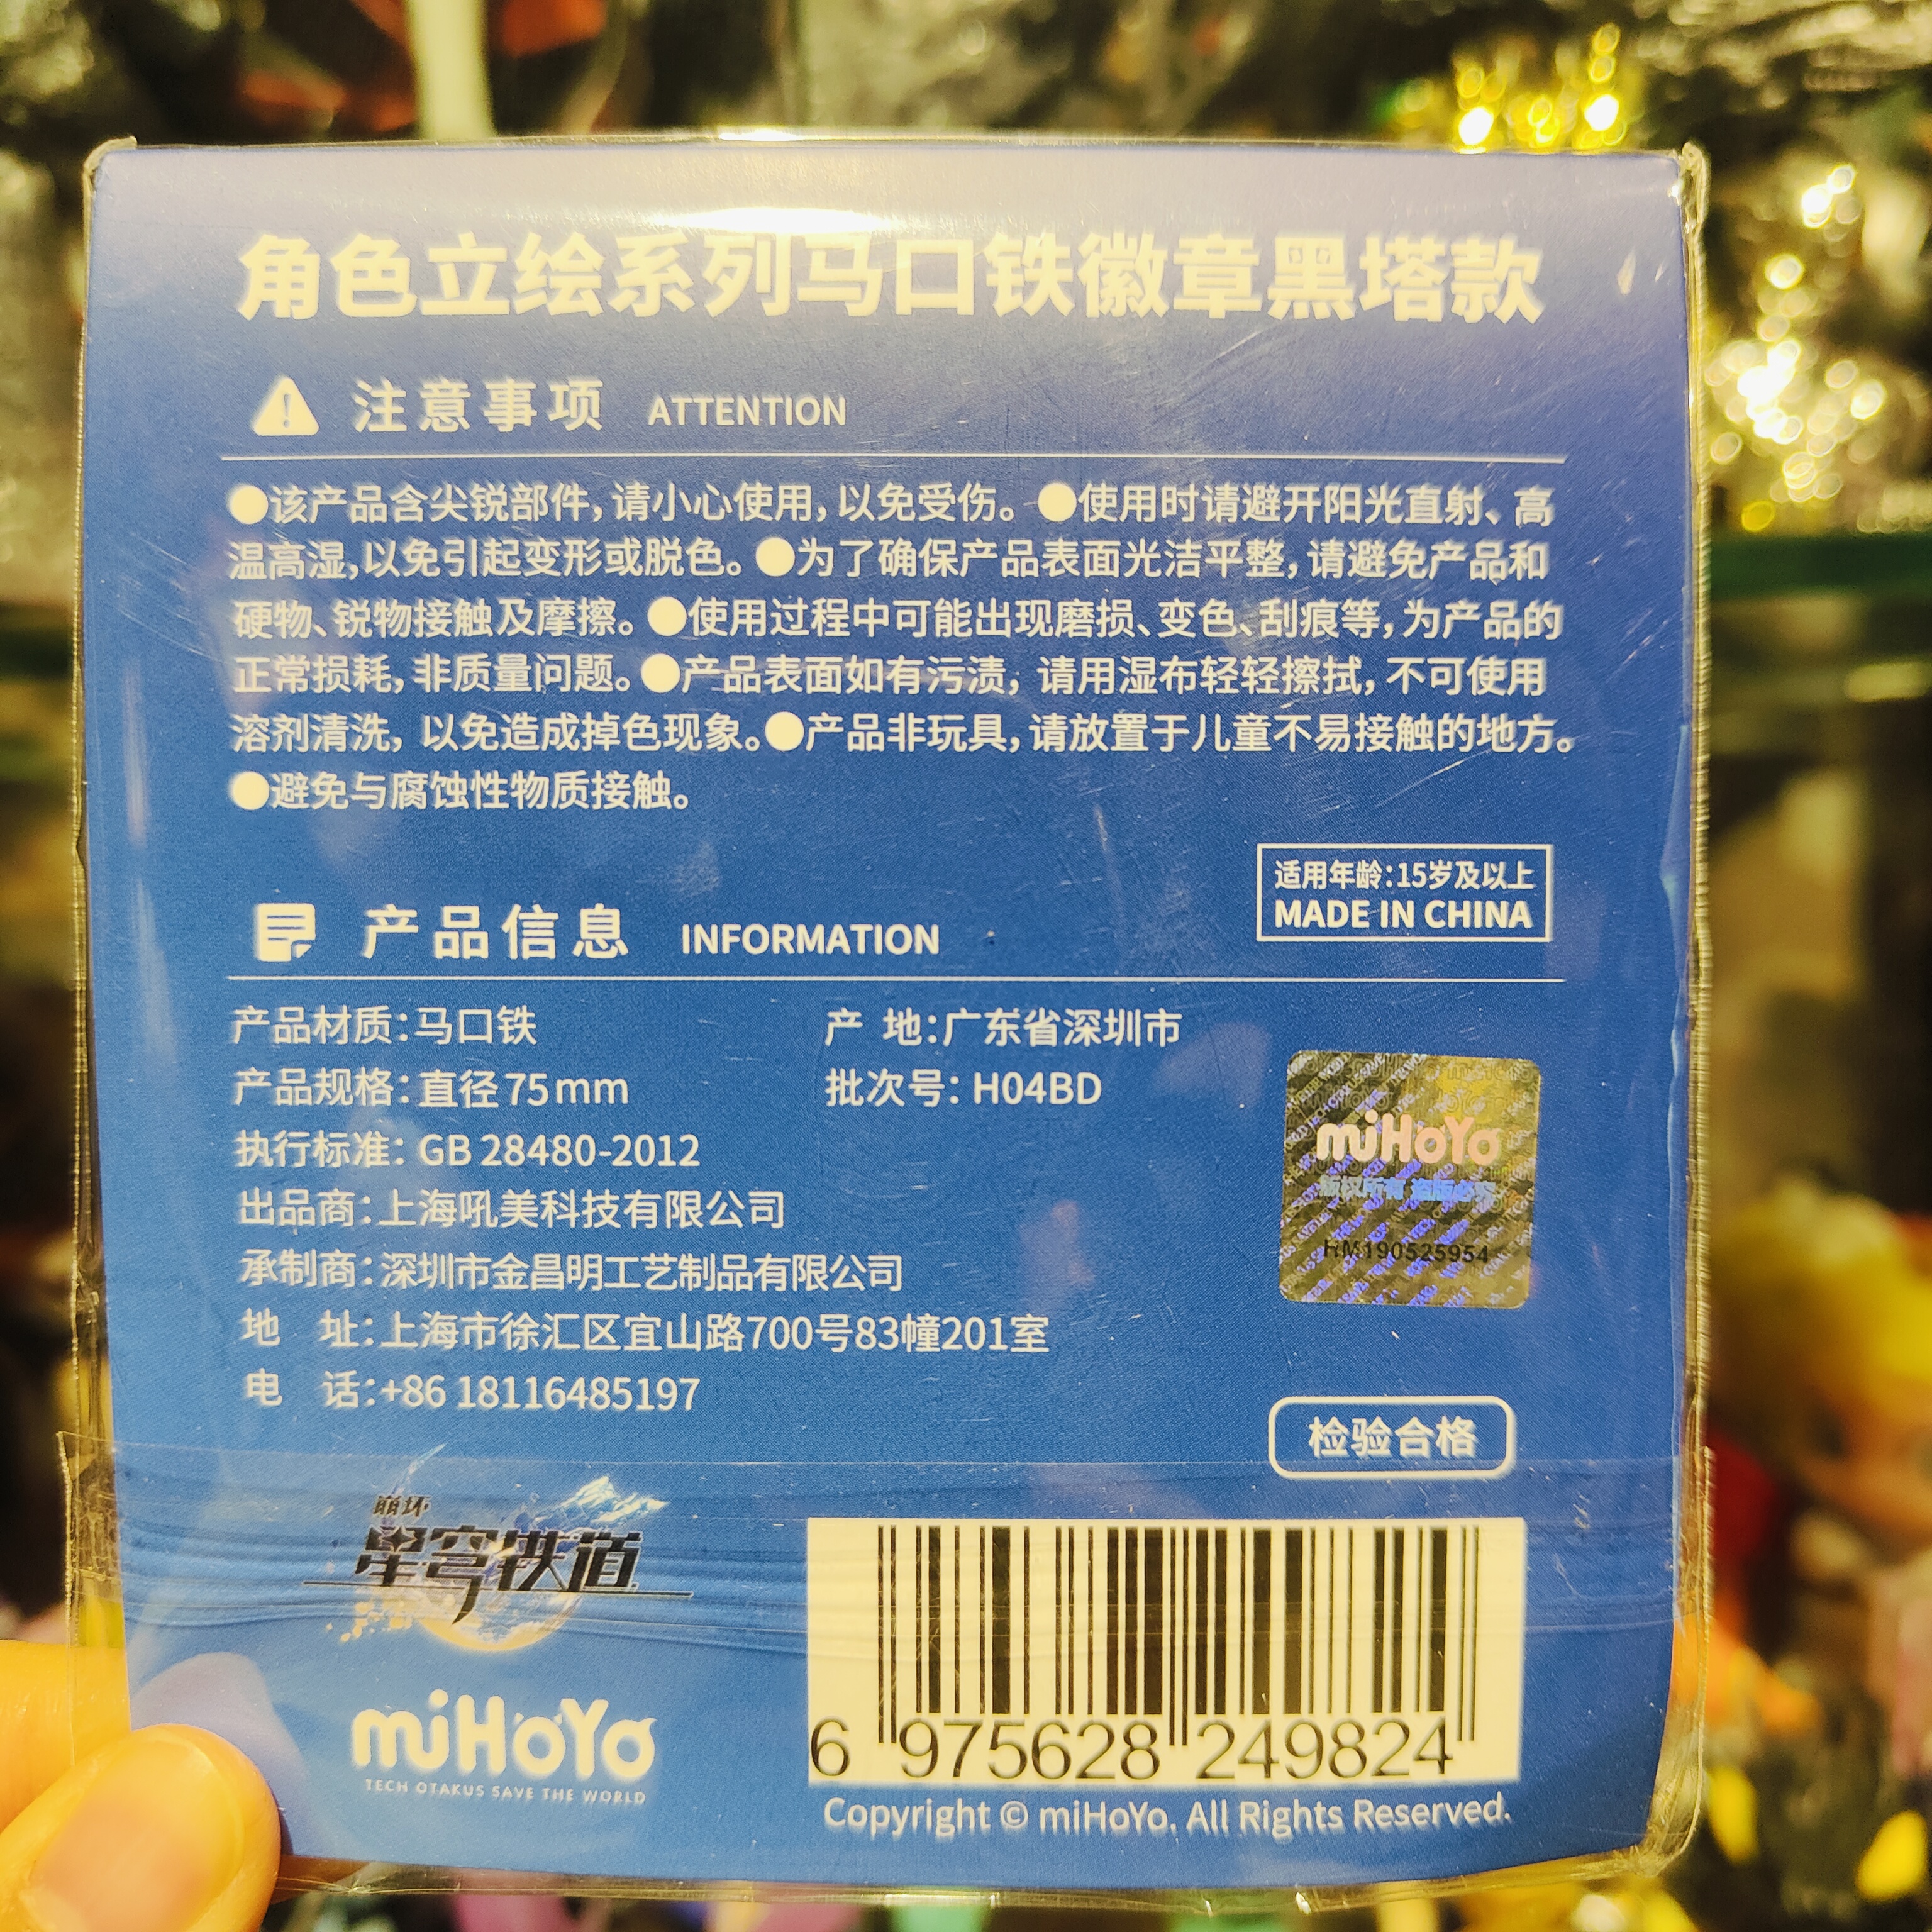 角色立绘系列马口铁徽章黑塔款
注意事项 ATTENTION
●该产品含尖锐部件,请小心使用,以免受伤。●使用时请避开阳光直射、高
温高湿,以免引起变形或脱色。●为了确保产品表面光洁平整,请避免产品和
硬物、锐物接触及摩擦。●使用过程中可能出现磨损、变色、刮痕等,为产品的
正常损耗,非质量问题。●产品表面如有污渍,请用湿布轻轻擦拭,不可使用
溶剂清洗,以免造成掉色现象。●产品非玩具,请放置于儿童不易接触的地方。
●避免与腐蚀性物质接触。
适用年龄:15岁及以上
MADE IN CHINA
产品信息 INFORMATION
产品材质:马口铁 产 地:广东省深圳市
产品规格:直径75mm 批次号: H04BD
执行标准: GB 28480-2012
出品商:上海吼美科技有限公司
承制商:深圳市金昌明工艺制品有限公司
地 址:上海市徐汇区宜山路700号83幢201室
电 话:+86 18116485197
miHoYo
版权所有
HM190525954
检验合格
崩坏
星穹铁道
miHoYo
TECH OTAKUS SAVE THE WORLD
6 975628 249824
Copyright © miHoYo. All Rights Reserved.